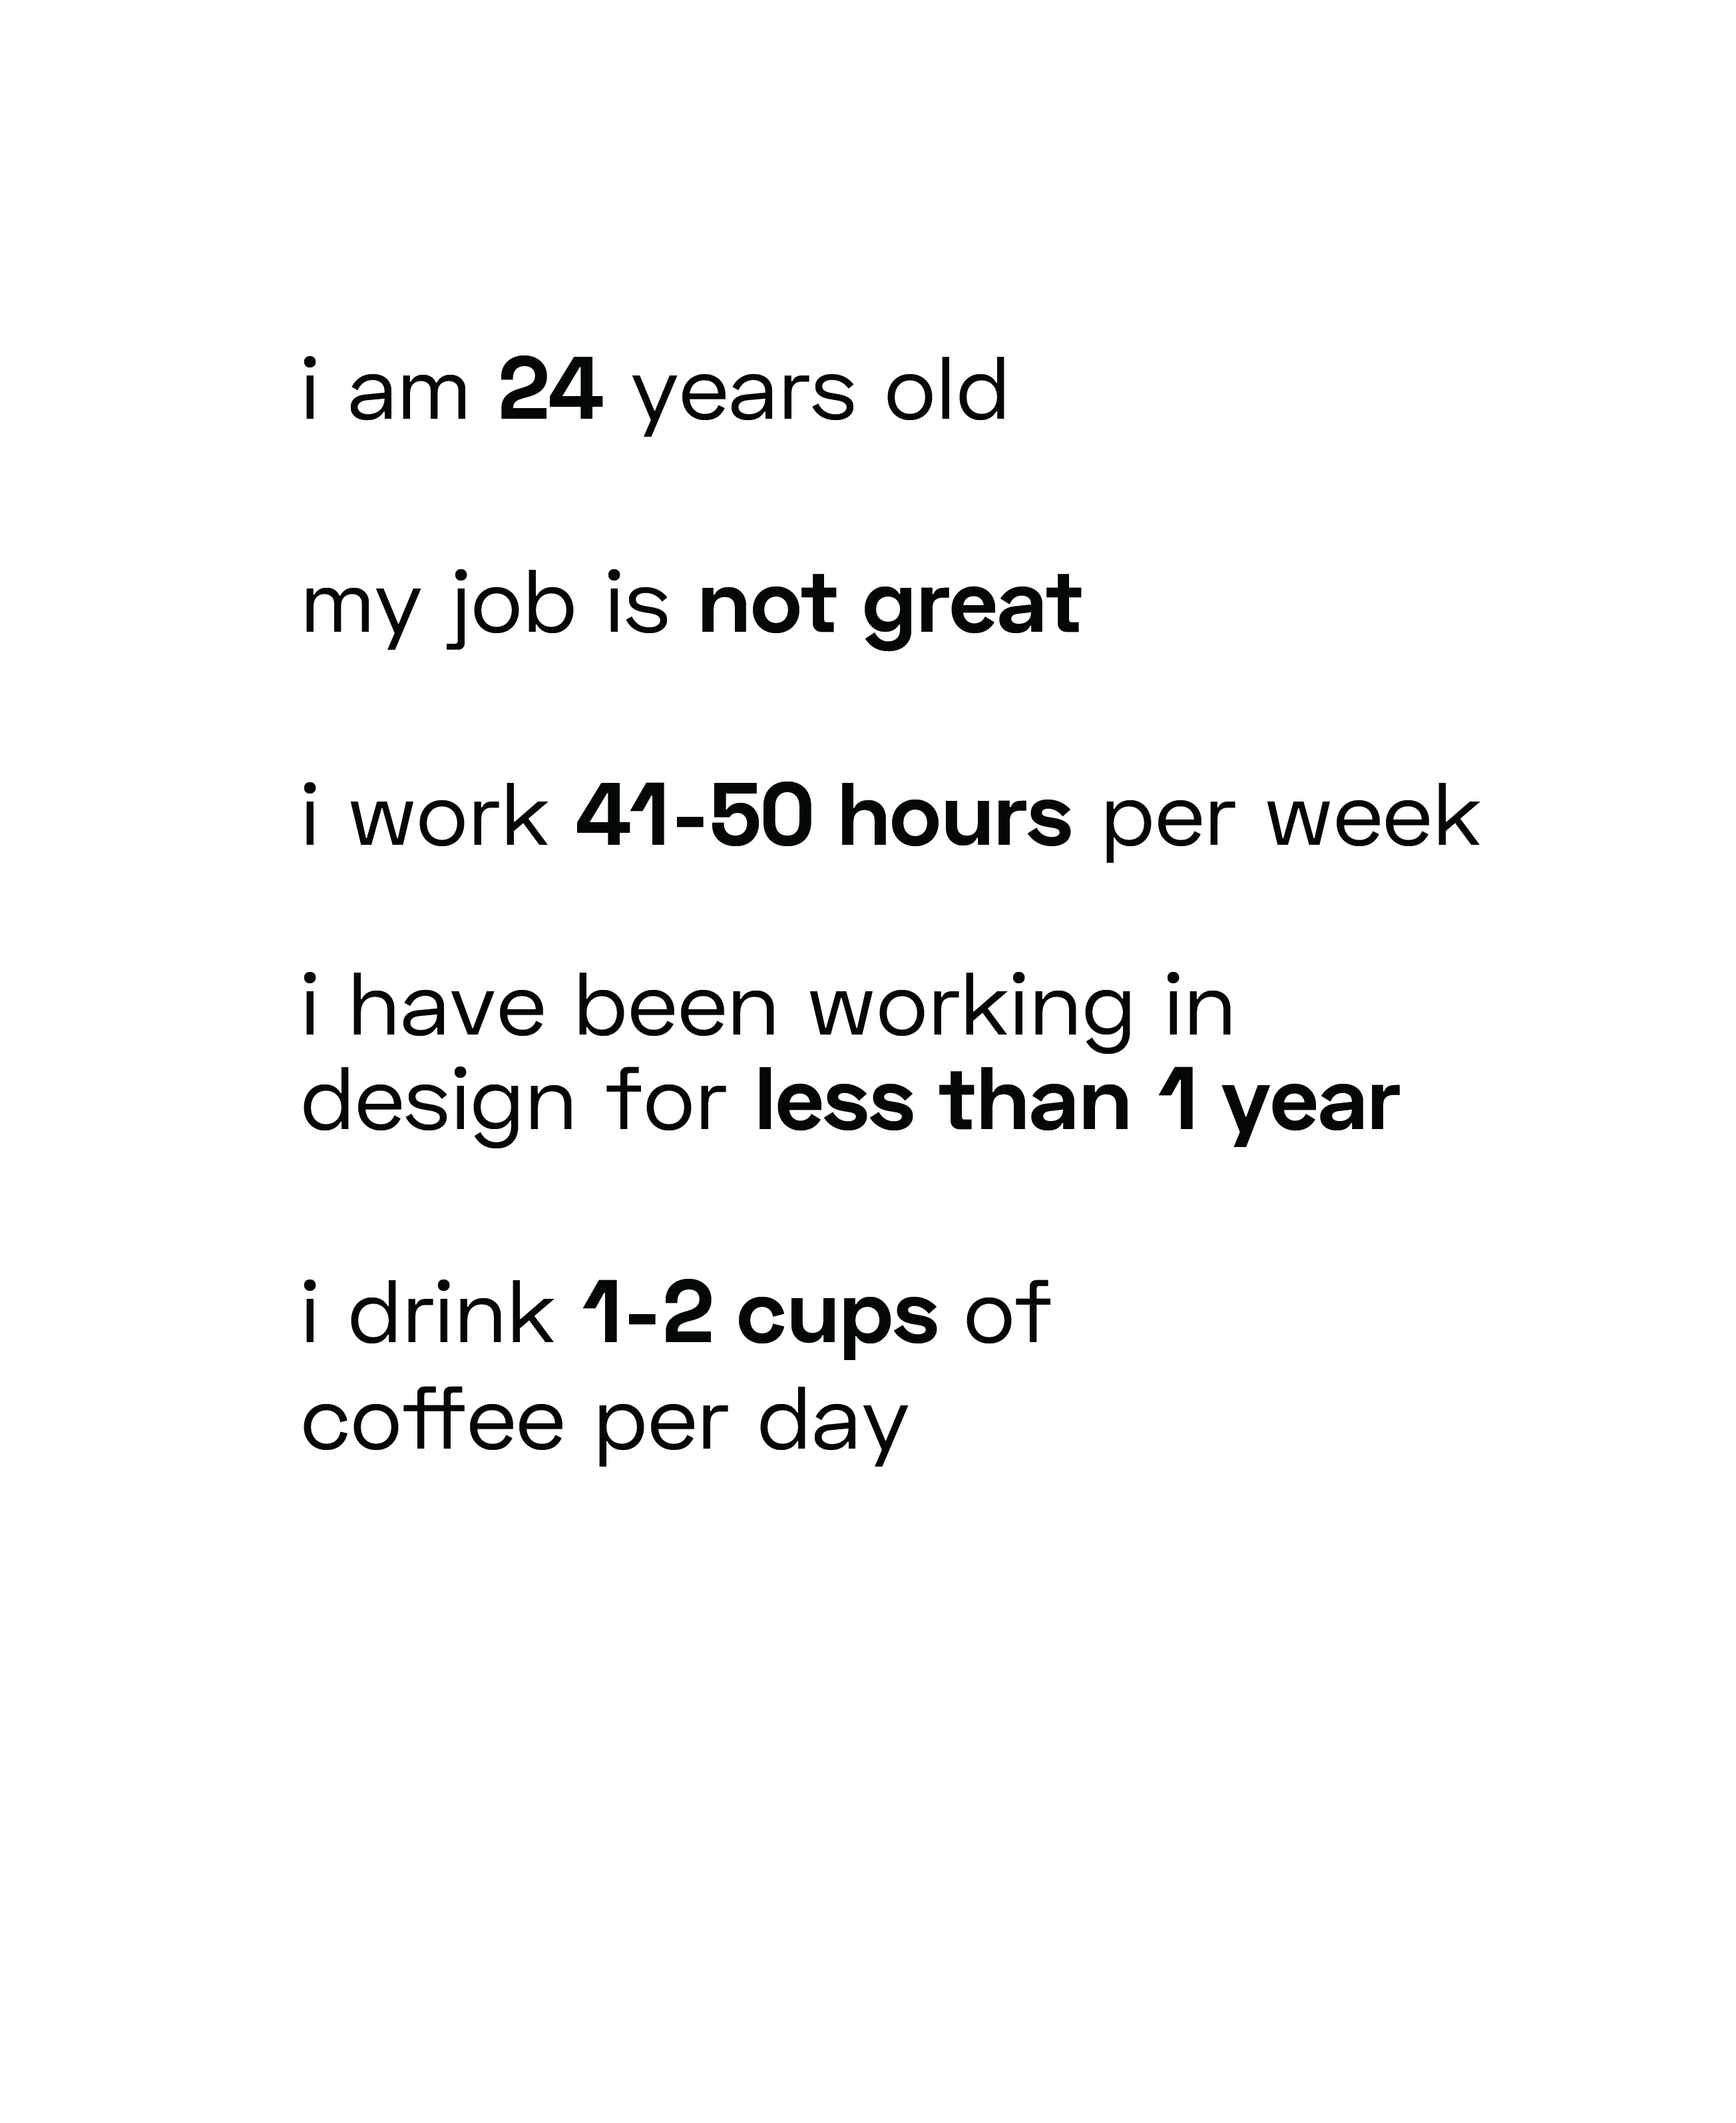 i am 24 years old
my job is not great
i work 41-50 hours per week
i have been working in
design for less than 1 year
i drink 1-2 cups of
coffee per day